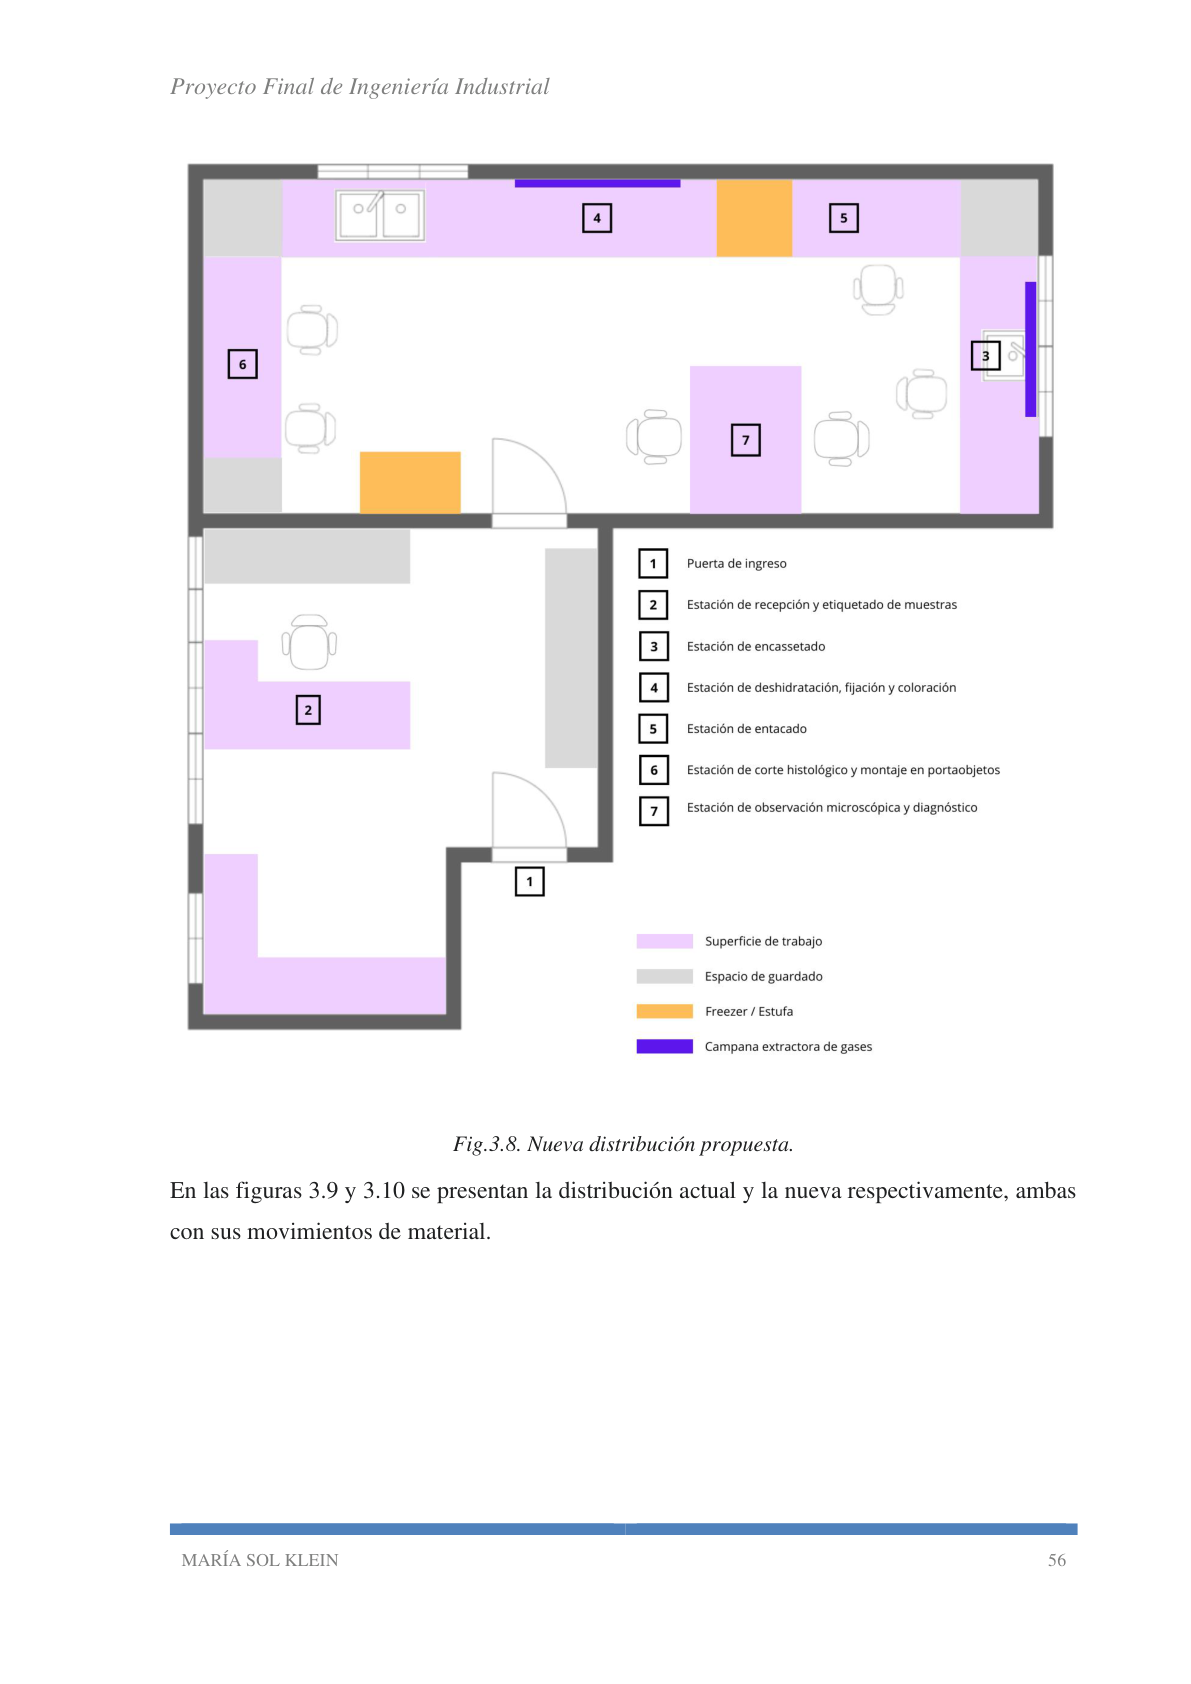 Proyecto Final de Ingeniería Industrial
4
5
6
3
7
2
1
1 Puerta de ingreso
2 Estación de recepción y etiquetado de muestras
3 Estación de encassetado
4 Estación de deshidratación, fijación y coloración
5 Estación de entacado
6 Estación de corte histológico y montaje en portaobjetos
7 Estación de observación microscópica y diagnóstico
Superficie de trabajo
Espacio de guardado
Freezer / Estufa
Campana extractora de gases
Fig.3.8. Nueva distribución propuesta.
En las figuras 3.9 y 3.10 se presentan la distribución actual y la nueva respectivamente, ambas
con sus movimientos de material.
MARÍA SOL KLEIN 56